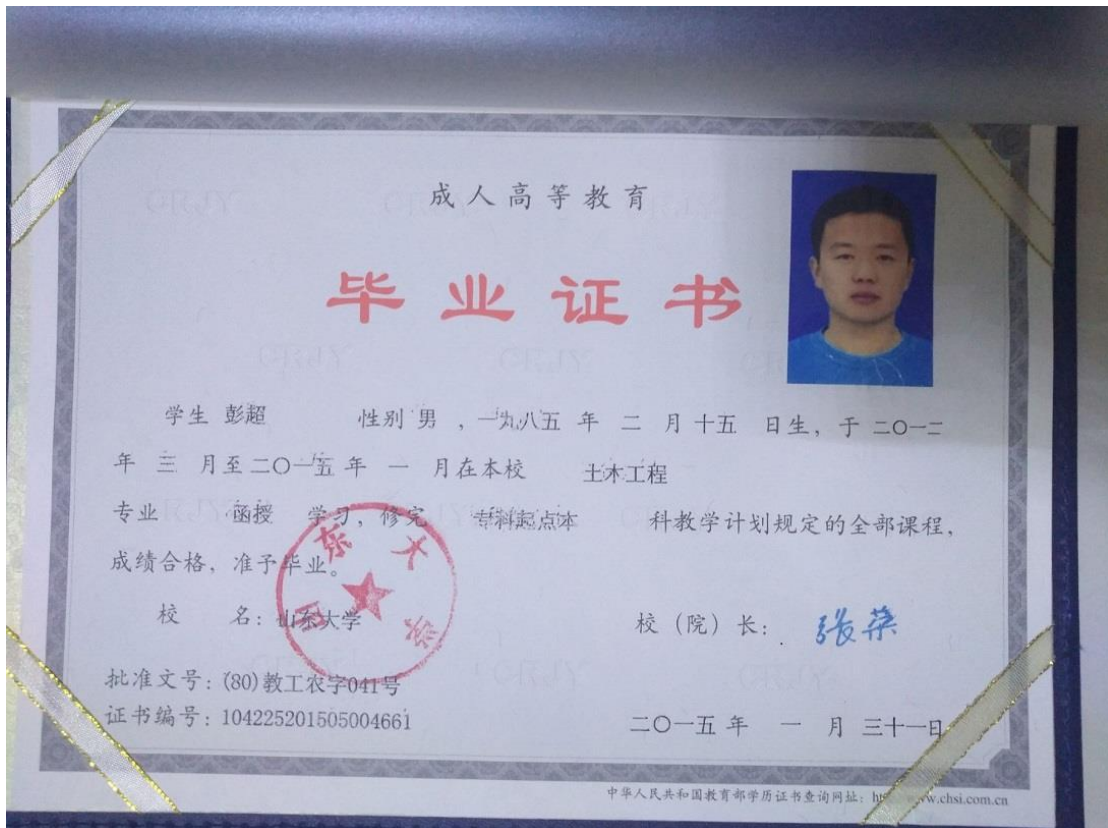 成人高等教育
毕业证书
学生 彭超 性别 男 ，一九八五 年 二 月 十五 日生，于 二〇一二
年 三 月至 二〇一五 年 一 月在本校 土木工程
专业 函授 学习，修完 专科起点本 科教学计划规定的全部课程，
成绩合格，准予毕业。
校 名：山东大学
校（院）长： 张荣
批准文号：(80)教工农字041号
证书编号：104225201505004661
二〇一五 年 一 月 三十一日
中华人民共和国教育部学历证书查询网址：ht www.chsi.com.cn
山东大学